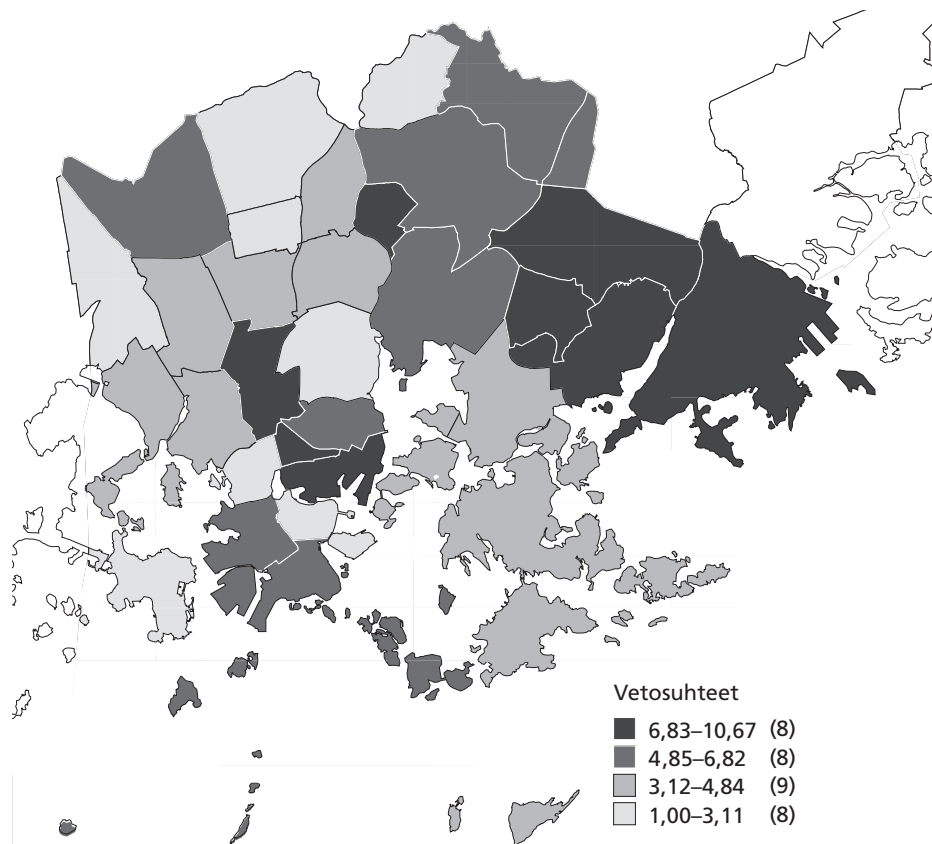 Vetosuhteet
6,83–10,67 (8)
4,85–6,82 (8)
3,12–4,84 (9)
1,00–3,11 (8)